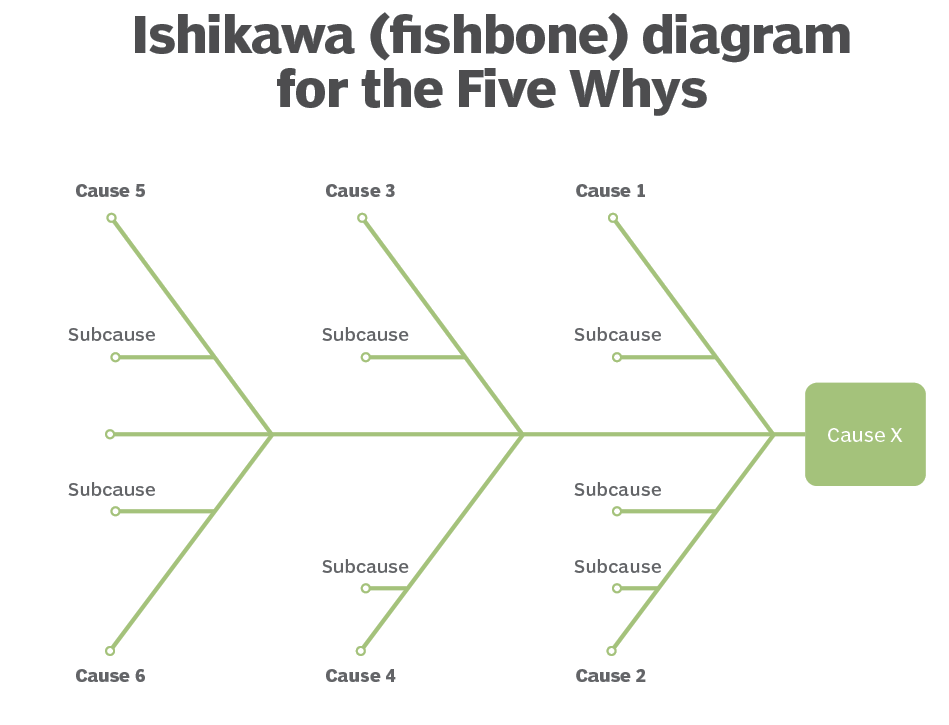 Ishikawa (fishbone) diagram
for the Five Whys
Cause 5
Cause 3
Cause 1
Subcause
Subcause
Subcause
Cause X
Subcause
Subcause
Subcause
Subcause
Cause 6
Cause 4
Cause 2